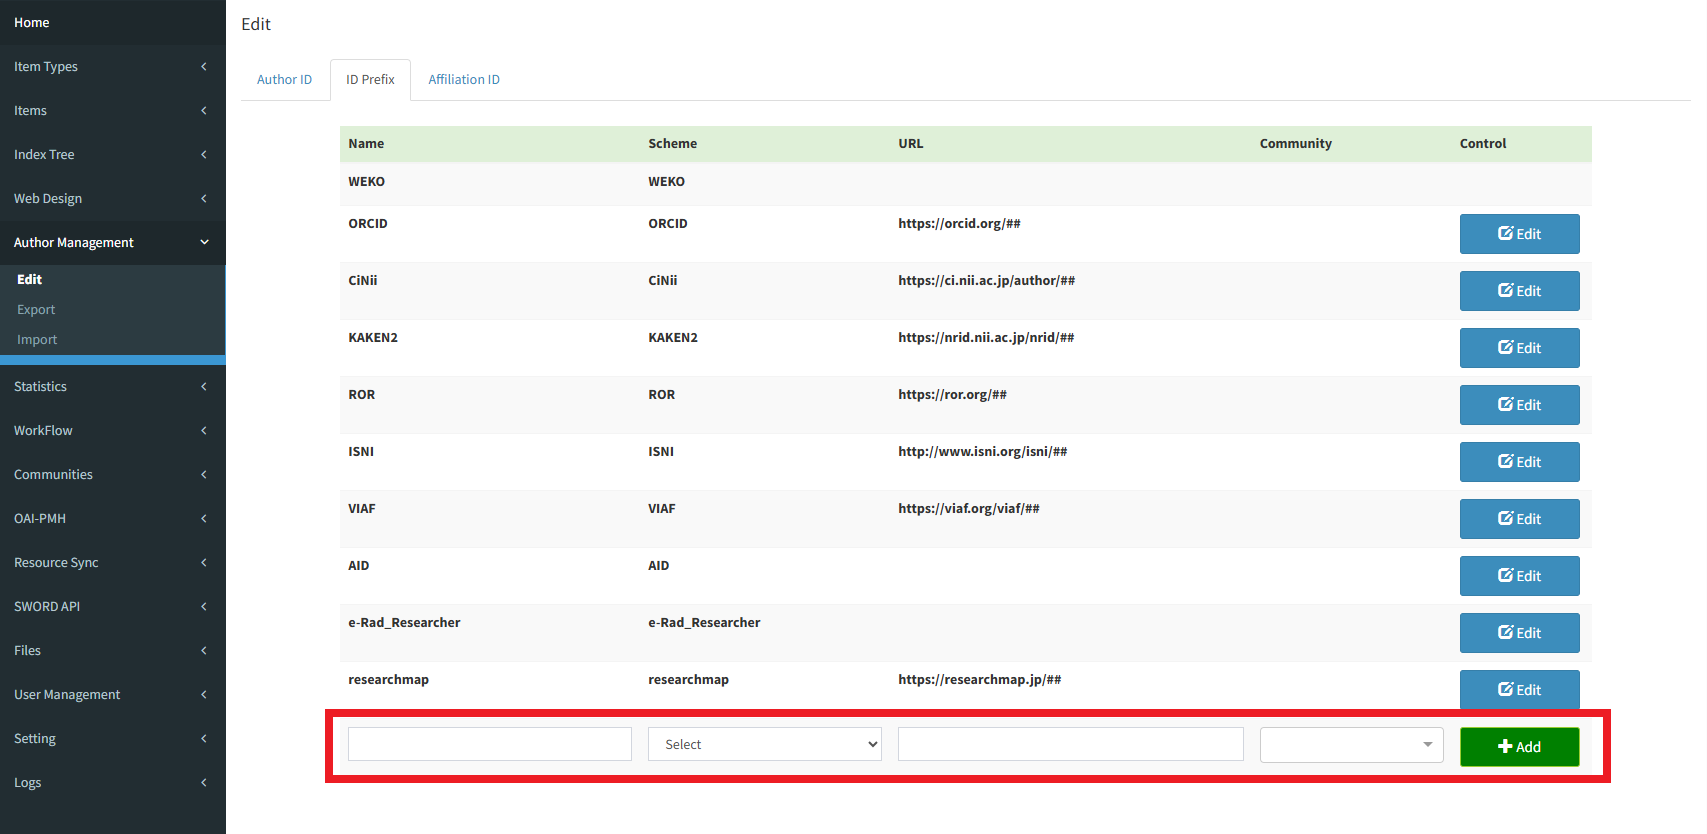 Home
Item Types
Items
Index Tree
Web Design
Author Management
Edit
Export
Import
Statistics
WorkFlow
Communities
OAI-PMH
Resource Sync
SWORD API
Files
User Management
Setting
Logs
Edit
Author ID ID Prefix Affiliation ID
Name Scheme URL Community Control
WEKO WEKO
ORCID ORCID https://orcid.org/## Edit
CiNii CiNii https://ci.nii.ac.jp/author/## Edit
KAKEN2 KAKEN2 https://nrid.nii.ac.jp/nrid/## Edit
ROR ROR https://ror.org/## Edit
ISNI ISNI http://www.isni.org/isni/## Edit
VIAF VIAF https://viaf.org/viaf/## Edit
AID AID Edit
e-Rad_Researcher e-Rad_Researcher Edit
researchmap researchmap https://researchmap.jp/## Edit
Select Add